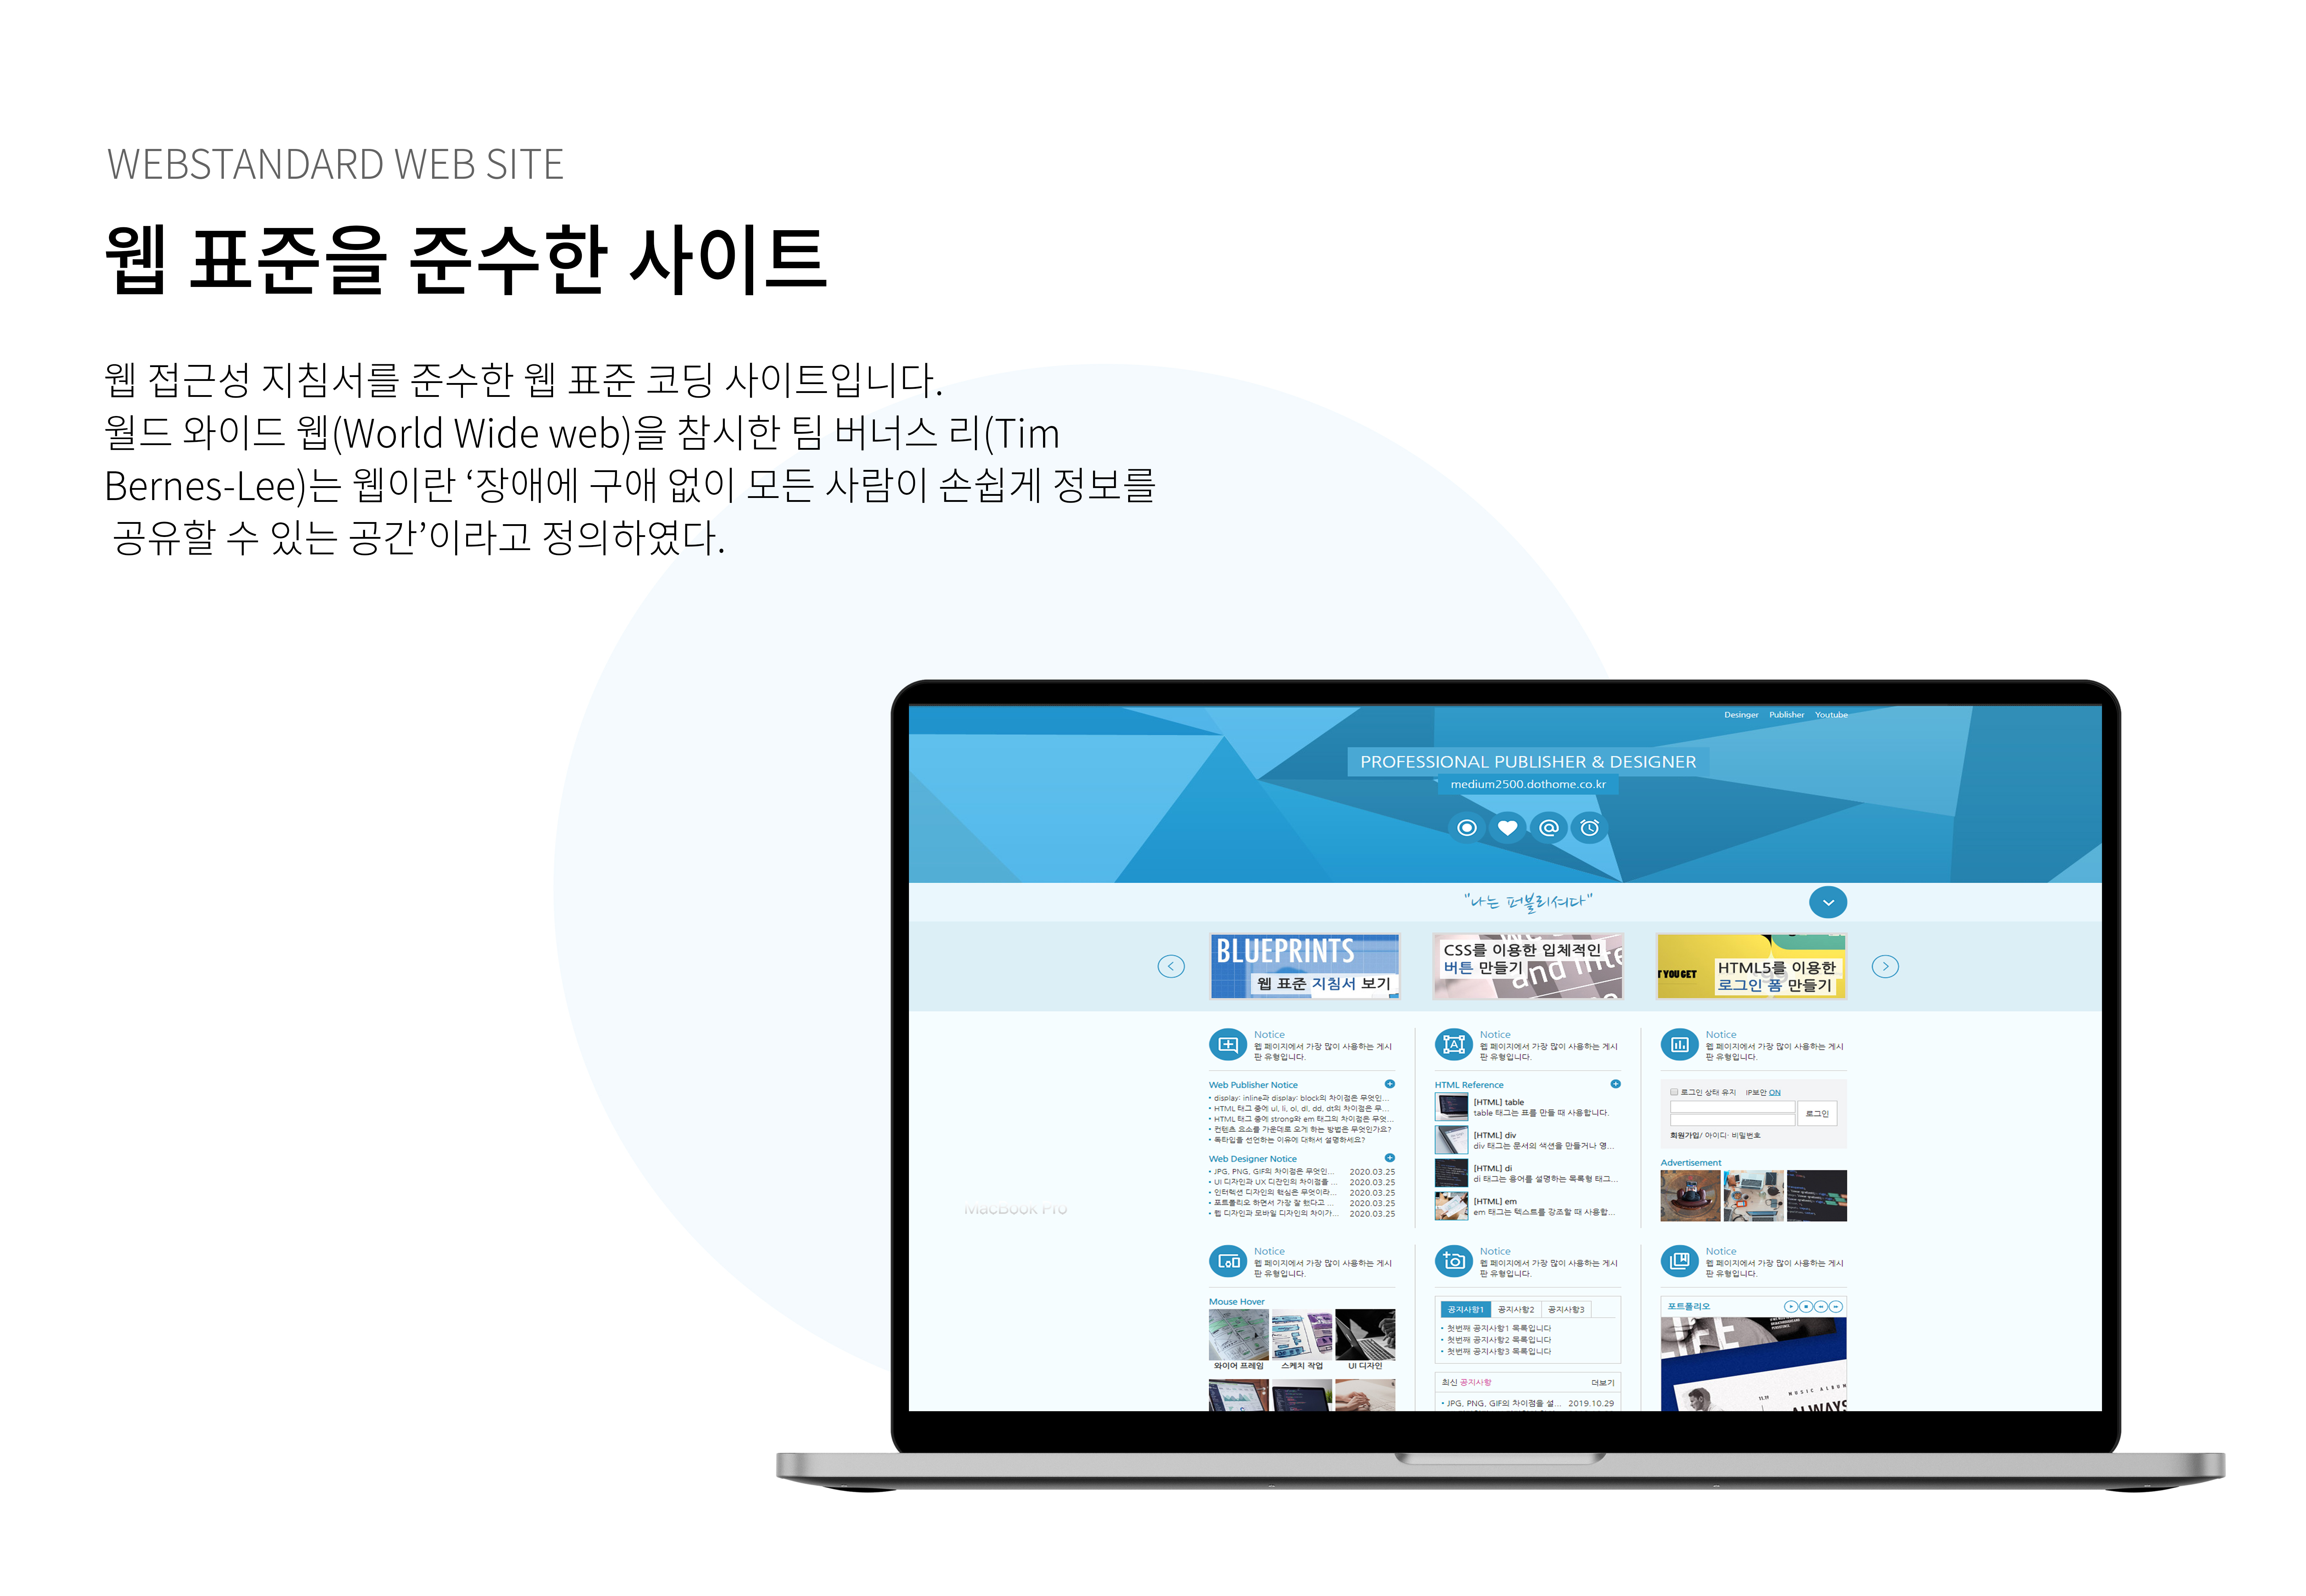 WEBSTANDARD WEB SITE
웹 표준을 준수한 사이트
웹 접근성 지침서를 준수한 웹 표준 코딩 사이트입니다.
월드 와이드 웹(World Wide web)을 참시한 팀 버너스 리(Tim
Bernes-Lee)는 웹이란 ‘장애에 구애 없이 모든 사람이 손쉽게 정보를
공유할 수 있는 공간’이라고 정의하였다.
Desinger Publisher Youtube
PROFESSIONAL PUBLISHER & DESIGNER
medium2500.dothome.co.kr
"나는 퍼블리셔다"
BLUEPRINTS
웹 표준 지침서 보기
CSS를 이용한 입체적인
버튼 만들기
and inte
T YOU GET
HTML5를 이용한
로그인 폼 만들기
Notice
웹 페이지에서 가장 많이 사용하는 게시
판 유형입니다.
Web Publisher Notice
• display: inline과 display: block의 차이점은 무엇인...
• HTML 태그 중에 ul, li, ol, dl, dd, dt의 차이점은 무...
• HTML 태그 중에 strong와 em 태그의 차이점은 무엇...
• 컨텐츠 요소를 가운데로 오게 하는 방법은 무엇인가요?
• 독타입을 선언하는 이유에 대해서 설명하세요?
Web Designer Notice
• JPG, PNG, GIF의 차이점은 무엇인... 2020.03.25
• UI 디자인과 UX 디잔인의 차이점을 ... 2020.03.25
• 인터렉션 디자인의 핵심은 무엇이라... 2020.03.25
• 포트폴리오 하면서 가장 잘 했다고 ... 2020.03.25
• 웹 디자인과 모바일 디자인의 차이가... 2020.03.25
Notice
웹 페이지에서 가장 많이 사용하는 게시
판 유형입니다.
HTML Reference
[HTML] table
table 태그는 표를 만들 때 사용합니다.
[HTML] div
div 태그는 문서의 섹션을 만들거나 영...
[HTML] di
di 태그는 용어를 설명하는 목록형 태그...
[HTML] em
em 태그는 텍스트를 강조할 때 사용합...
Notice
웹 페이지에서 가장 많이 사용하는 게시
판 유형입니다.
로그인 상태 유지 IP보안 ON
로그인
회원가입/ 아이디· 비밀번호
Advertisement
MacBook Pro
Notice
웹 페이지에서 가장 많이 사용하는 게시
판 유형입니다.
Mouse Hover
와이어 프레임 스케치 작업 UI 디자인
Notice
웹 페이지에서 가장 많이 사용하는 게시
판 유형입니다.
공지사항1 공지사항2 공지사항3
• 첫번째 공지사항1 목록입니다
• 첫번째 공지사항2 목록입니다
• 첫번째 공지사항3 목록입니다
최신 공지사항 더보기
• JPG, PNG, GIF의 차이점을 설... 2019.10.29
Notice
웹 페이지에서 가장 많이 사용하는 게시
판 유형입니다.
포트폴리오
11.11 MUSIC ALBUM
ALWAYS